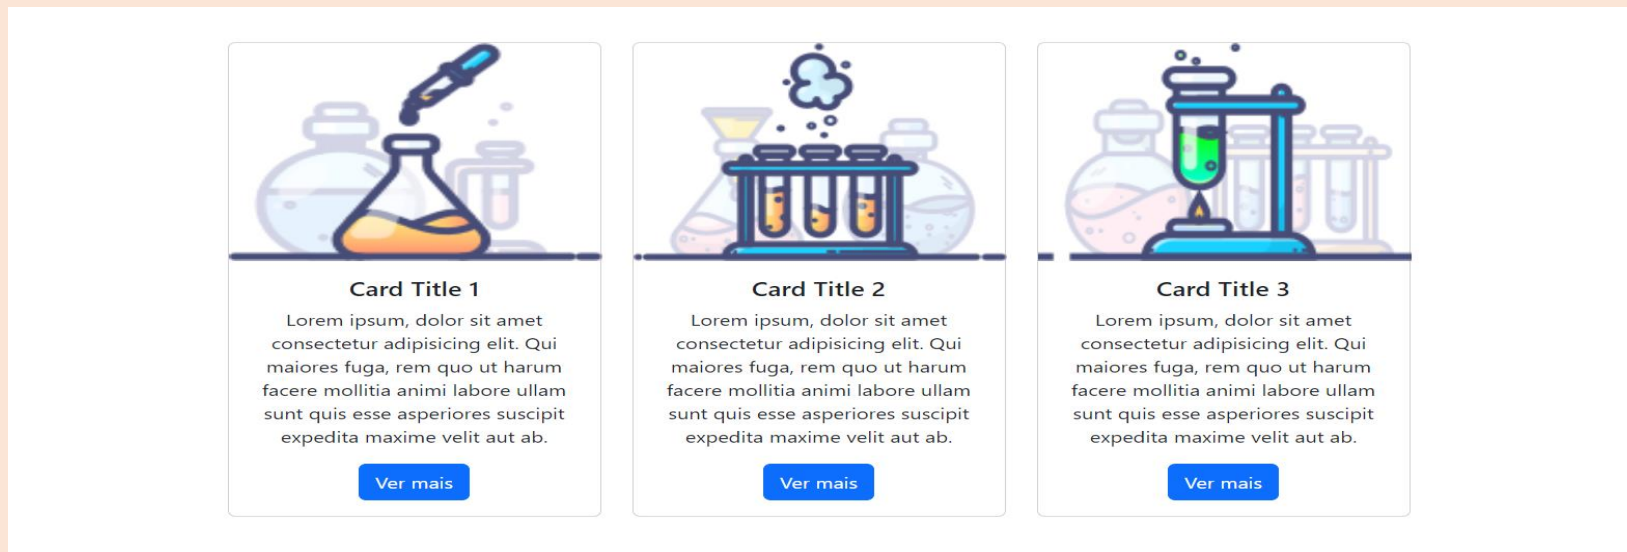 Card Title 1
Lorem ipsum, dolor sit amet
consectetur adipisicing elit. Qui
maiores fuga, rem quo ut harum
facere mollitia animi labore ullam
sunt quis esse asperiores suscipit
expedita maxime velit aut ab.
Ver mais
Card Title 2
Lorem ipsum, dolor sit amet
consectetur adipisicing elit. Qui
maiores fuga, rem quo ut harum
facere mollitia animi labore ullam
sunt quis esse asperiores suscipit
expedita maxime velit aut ab.
Ver mais
Card Title 3
Lorem ipsum, dolor sit amet
consectetur adipisicing elit. Qui
maiores fuga, rem quo ut harum
facere mollitia animi labore ullam
sunt quis esse asperiores suscipit
expedita maxime velit aut ab.
Ver mais